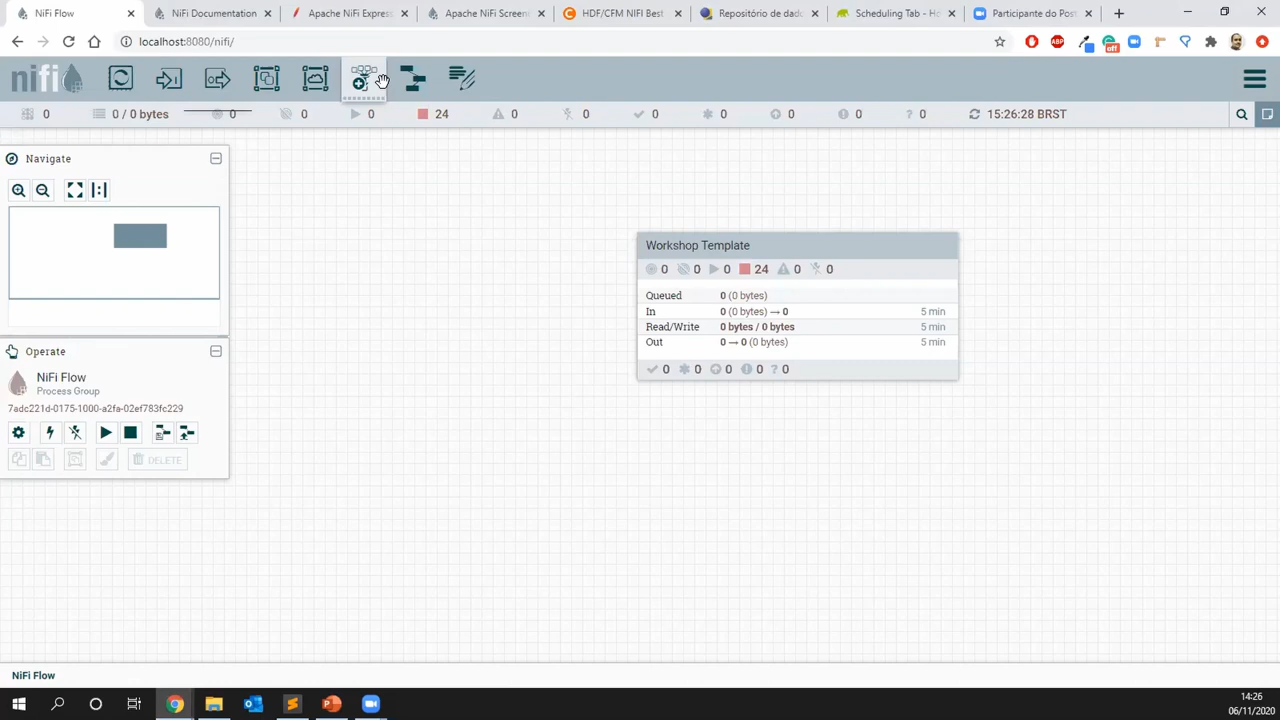 NiFi Flow
NiFi Documentation
Apache NiFi Expres
Apache NiFi Screen
HDF/CFM NIFI Best
Repositório de dado
Scheduling Tab - Ho
Participante do Pos
localhost:8080/nifi/
ABP
off
nifi
0
0 / 0 bytes
0
0
0
24
0
0
0
0
0
0
0
15:26:28 BRST
Navigate
Operate
NiFi Flow
Process Group
7adc221d-0175-1000-a2fa-02ef783fc229
DELETE
Workshop Template
0 0 0 24 0 0
Queued 0 (0 bytes)
In 0 (0 bytes) → 0 5 min
Read/Write 0 bytes / 0 bytes 5 min
Out 0 → 0 (0 bytes) 5 min
0 0 0 0 ? 0
NiFi Flow
14:26
06/11/2020